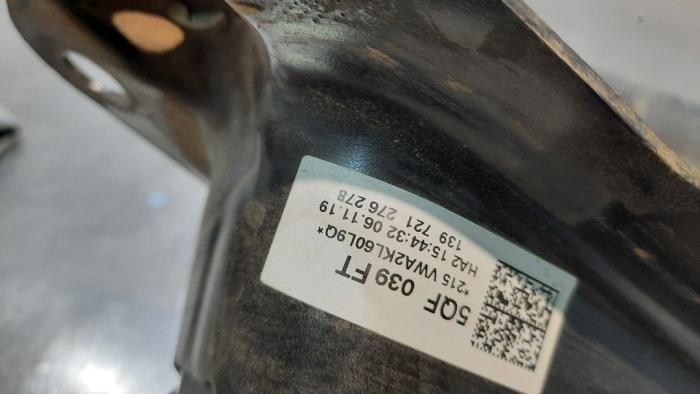 5QF 039 FT
*215 VWA2KL60L9Q*
HA2 15:44:32 06.11.19
139 721 276 278